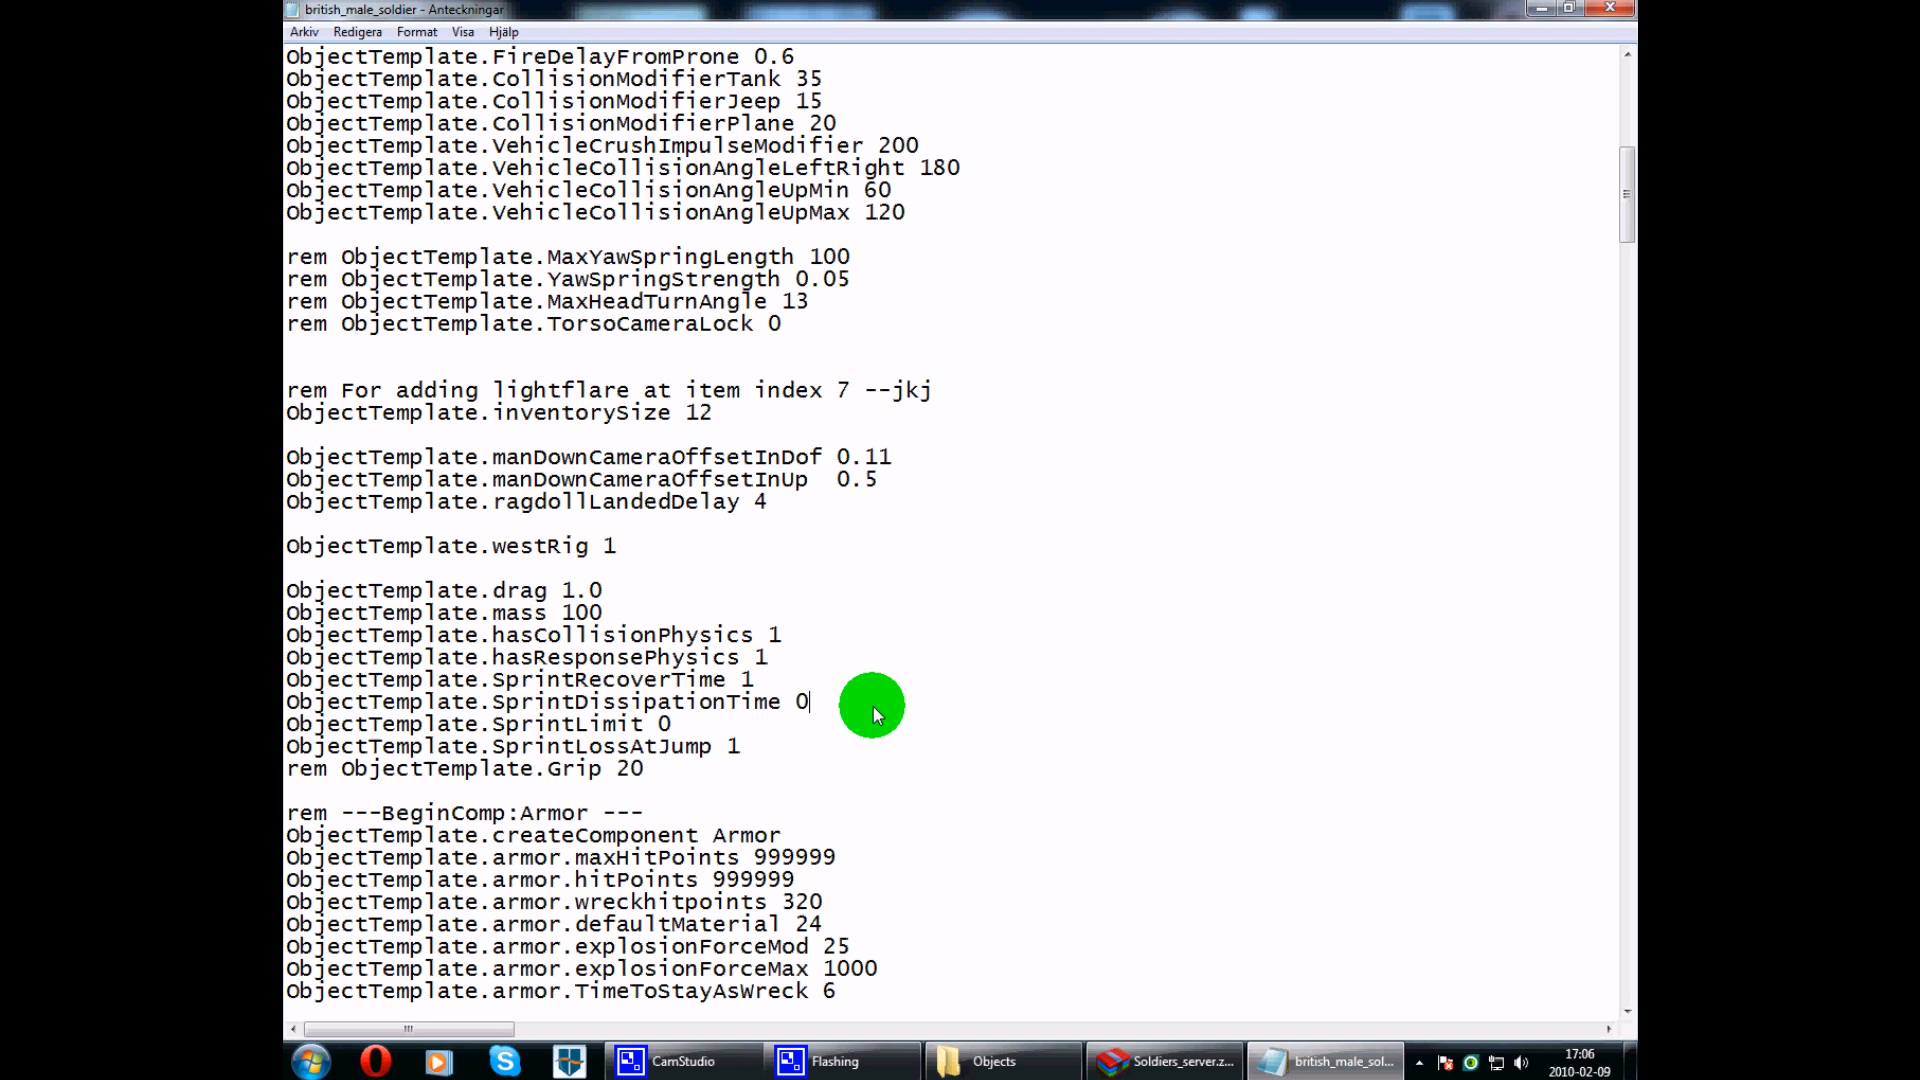 british_male_soldier - Anteckningar
Arkiv Redigera Format Visa Hjälp
ObjectTemplate.FireDelayFromProne 0.6
ObjectTemplate.CollisionModifierTank 35
ObjectTemplate.CollisionModifierJeep 15
ObjectTemplate.CollisionModifierPlane 20
ObjectTemplate.VehicleCrushImpulseModifier 200
ObjectTemplate.VehicleCollisionAngleLeftRight 180
ObjectTemplate.VehicleCollisionAngleUpMin 60
ObjectTemplate.VehicleCollisionAngleUpMax 120
rem ObjectTemplate.MaxYawSpringLength 100
rem ObjectTemplate.YawSpringStrength 0.05
rem ObjectTemplate.MaxHeadTurnAngle 13
rem ObjectTemplate.TorsoCameraLock 0
rem For adding lightflare at item index 7 --jkj
ObjectTemplate.inventorySize 12
ObjectTemplate.manDownCameraOffsetInDof 0.11
ObjectTemplate.manDownCameraOffsetInUp  0.5
ObjectTemplate.ragdollLandedDelay 4
ObjectTemplate.westRig 1
ObjectTemplate.drag 1.0
ObjectTemplate.mass 100
ObjectTemplate.hasCollisionPhysics 1
ObjectTemplate.hasResponsePhysics 1
ObjectTemplate.SprintRecoverTime 1
ObjectTemplate.SprintDissipationTime 0
ObjectTemplate.SprintLimit 0
ObjectTemplate.SprintLossAtJump 1
rem ObjectTemplate.Grip 20
rem ---BeginComp:Armor ---
ObjectTemplate.createComponent Armor
ObjectTemplate.armor.maxHitPoints 999999
ObjectTemplate.armor.hitPoints 999999
ObjectTemplate.armor.wreckhitpoints 320
ObjectTemplate.armor.defaultMaterial 24
ObjectTemplate.armor.explosionForceMod 25
ObjectTemplate.armor.explosionForceMax 1000
ObjectTemplate.armor.TimeToStayAsWreck 6
CamStudio Flashing Objects Soldiers_server.z... british_male_sol... 17:06
2010-02-09